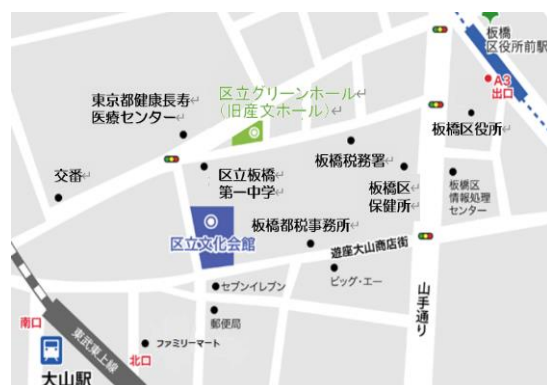 板橋
区役所前駅
A3
出口
区立グリーンホール↵
(旧産文ホール)↵
東京都健康長寿↵
医療センター↵
板橋区役所↵
交番↵
区立板橋↵
第一中学↵
板橋税務署↵
板橋区↵
保健所↵
板橋区
情報処理
センター
区立文化会館
板橋都税事務所↵
遊座大山商店街
セブンイレブン
ビッグ・エー
山手通り
郵便局
南口
東武東上線
北口
ファミリーマート
大山駅